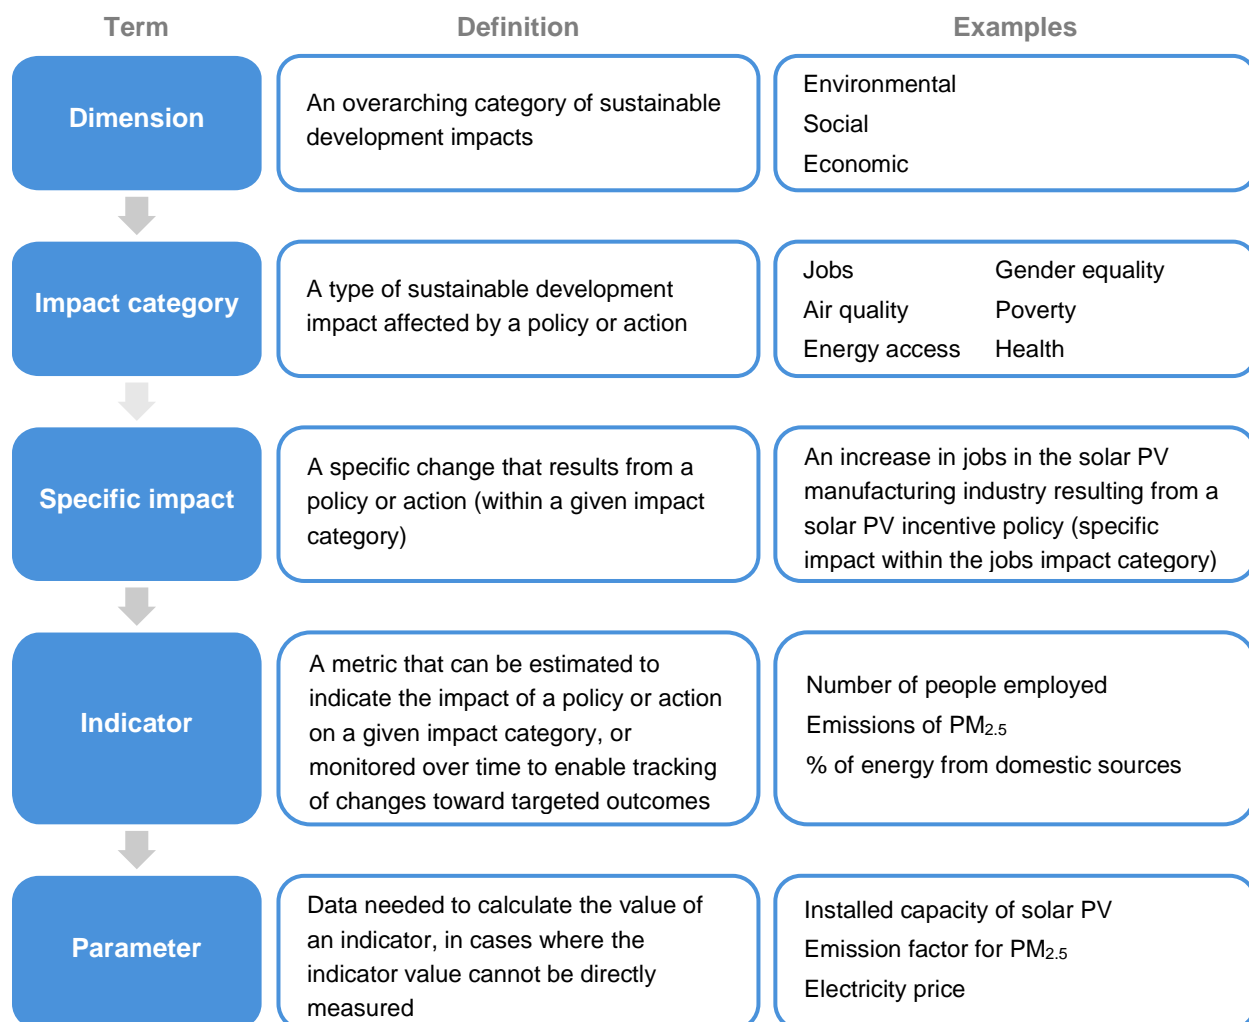 Term Definition Examples
Dimension
An overarching category of sustainable
development impacts
Environmental
Social
Economic
Impact category
A type of sustainable development
impact affected by a policy or action
Jobs Gender equality
Air quality Poverty
Energy access Health
Specific impact
A specific change that results from a
policy or action (within a given impact
category)
An increase in jobs in the solar PV
manufacturing industry resulting from a
solar PV incentive policy (specific
impact within the jobs impact category)
Indicator
A metric that can be estimated to
indicate the impact of a policy or action
on a given impact category, or
monitored over time to enable tracking
of changes toward targeted outcomes
Number of people employed
Emissions of PM2.5
% of energy from domestic sources
Parameter
Data needed to calculate the value of
an indicator, in cases where the
indicator value cannot be directly
measured
Installed capacity of solar PV
Emission factor for PM2.5
Electricity price